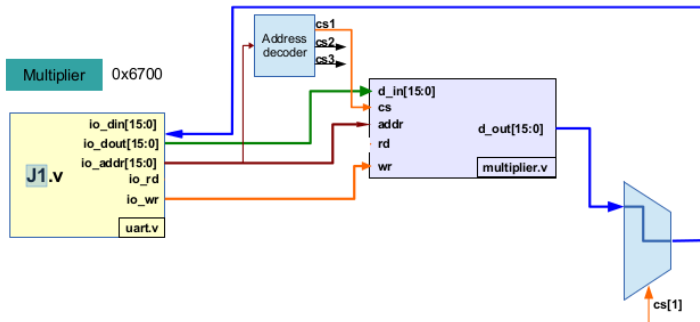 cs1
Address
decoder
cs2
cs3
Multiplier
0x6700
d_in[15:0]
cs
addr
rd
wr
d_out[15:0]
multiplier.v
io_din[15:0]
io_dout[15:0]
io_addr[15:0]
io_rd
io_wr
J1.v
uart.v
cs[1]